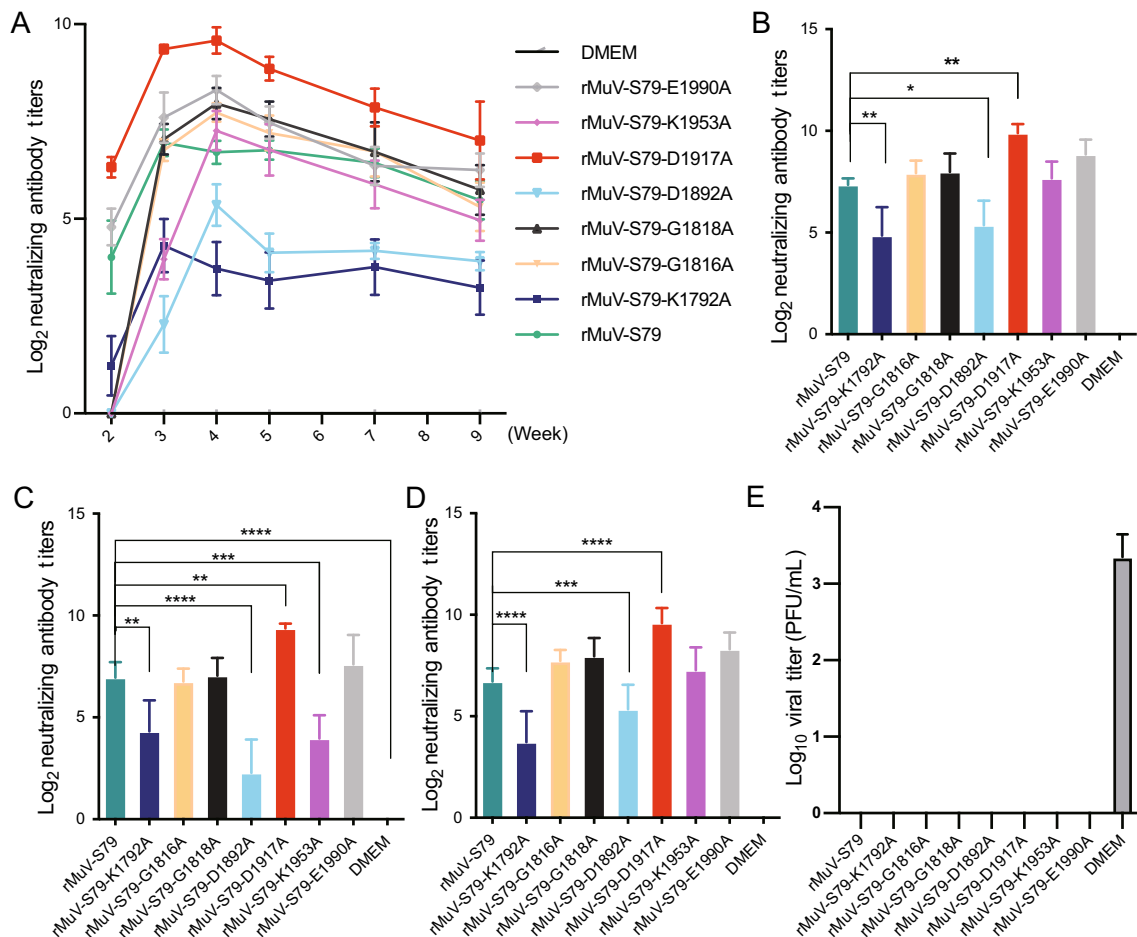 A
Log2 neutralizing antibody titers
10
5
0
2 3 4 5 6 7 8 9 (Week)
DMEM
rMuV-S79-E1990A
rMuV-S79-K1953A
rMuV-S79-D1917A
rMuV-S79-D1892A
rMuV-S79-G1818A
rMuV-S79-G1816A
rMuV-S79-K1792A
rMuV-S79
B
Log2 neutralizing antibody titers
15
10
5
0
**
*
**
rMuV-S79
rMuV-S79-K1792A
rMuV-S79-G1816A
rMuV-S79-G1818A
rMuV-S79-D1892A
rMuV-S79-D1917A
rMuV-S79-K1953A
rMuV-S79-E1990A
DMEM
C
Log2 neutralizing antibody titers
15
10
5
0
****
***
**
****
**
rMuV-S79
rMuV-S79-K1792A
rMuV-S79-G1816A
rMuV-S79-G1818A
rMuV-S79-D1892A
rMuV-S79-D1917A
rMuV-S79-K1953A
rMuV-S79-E1990A
DMEM
D
Log2 neutralizing antibody titers
15
10
5
0
****
***
****
rMuV-S79
rMuV-S79-K1792A
rMuV-S79-G1816A
rMuV-S79-G1818A
rMuV-S79-D1892A
rMuV-S79-D1917A
rMuV-S79-K1953A
rMuV-S79-E1990A
DMEM
E
Log10 viral titer (PFU/mL)
4
3
2
1
0
rMuV-S79
rMuV-S79-K1792A
rMuV-S79-G1816A
rMuV-S79-G1818A
rMuV-S79-D1892A
rMuV-S79-D1917A
rMuV-S79-K1953A
rMuV-S79-E1990A
DMEM